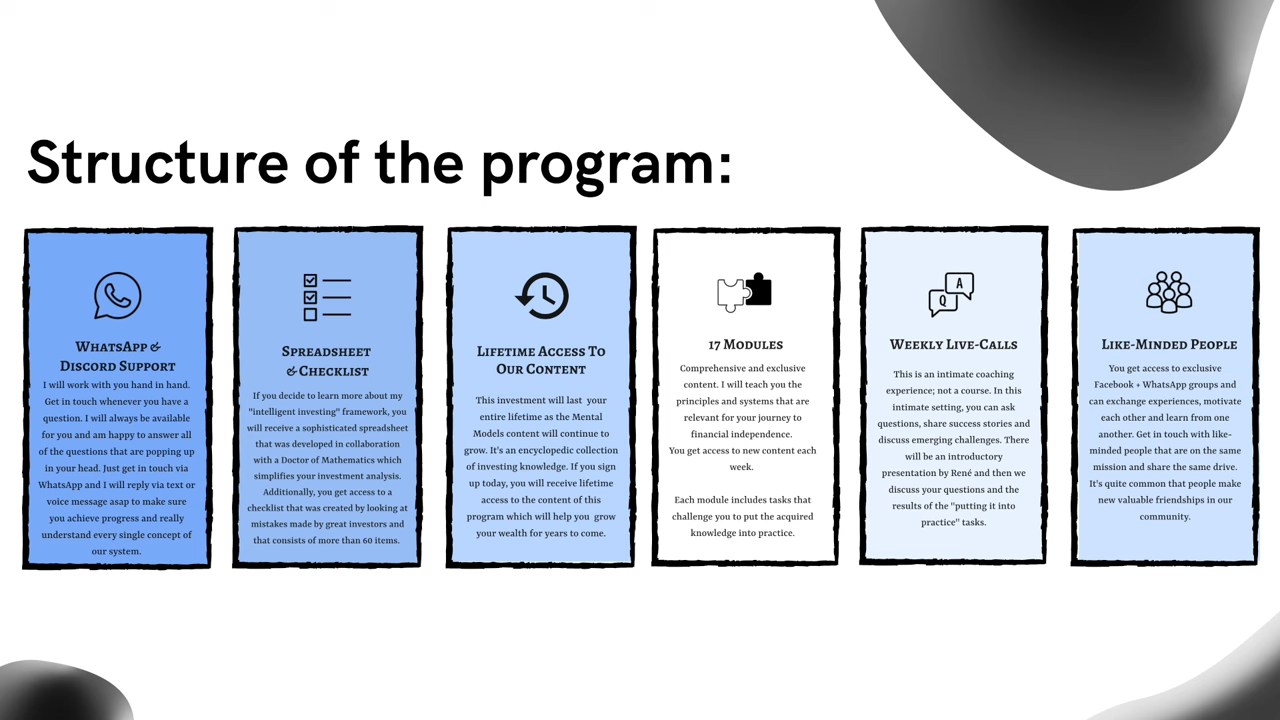 Structure of the program:
WhatsApp &
Discord Support
I will work with you hand in hand.
Get in touch whenever you have a
question. I will always be available
for you and am happy to answer all
of the questions that are popping up
in your head. Just get in touch via
WhatsApp and I will reply via text or
voice message asap to make sure
you achieve progress and really
understand every single concept of
our system.
Spreadsheet
& Checklist
If you decide to learn more about my
"intelligent investing" framework, you
will receive a sophisticated spreadsheet
that was developed in collaboration
with a Doctor of Mathematics which
simplifies your investment analysis.
Additionally, you get access to a
checklist that was created by looking at
mistakes made by great investors and
that consists of more than 60 items.
Lifetime Access To
Our Content
This investment will last your
entire lifetime as the Mental
Models content will continue to
grow. It's an encyclopedic collection
of investing knowledge. If you sign
up today, you will receive lifetime
access to the content of this
program which will help you grow
your wealth for years to come.
17 Modules
Comprehensive and exclusive
content. I will teach you the
principles and systems that are
relevant for your journey to
financial independence.
You get access to new content each
week.
Each module includes tasks that
challenge you to put the acquired
knowledge into practice.
Q
A
Weekly Live-Calls
This is an intimate coaching
experience; not a course. In this
intimate setting, you can ask
questions, share success stories and
discuss emerging challenges. There
will be an introductory
presentation by René and then we
discuss your questions and the
results of the "putting it into
practice" tasks.
Like-Minded People
You get access to exclusive
Facebook + WhatsApp groups and
can exchange experiences, motivate
each other and learn from one
another. Get in touch with like-
minded people that are on the same
mission and share the same drive.
It's quite common that people make
new valuable friendships in our
community.